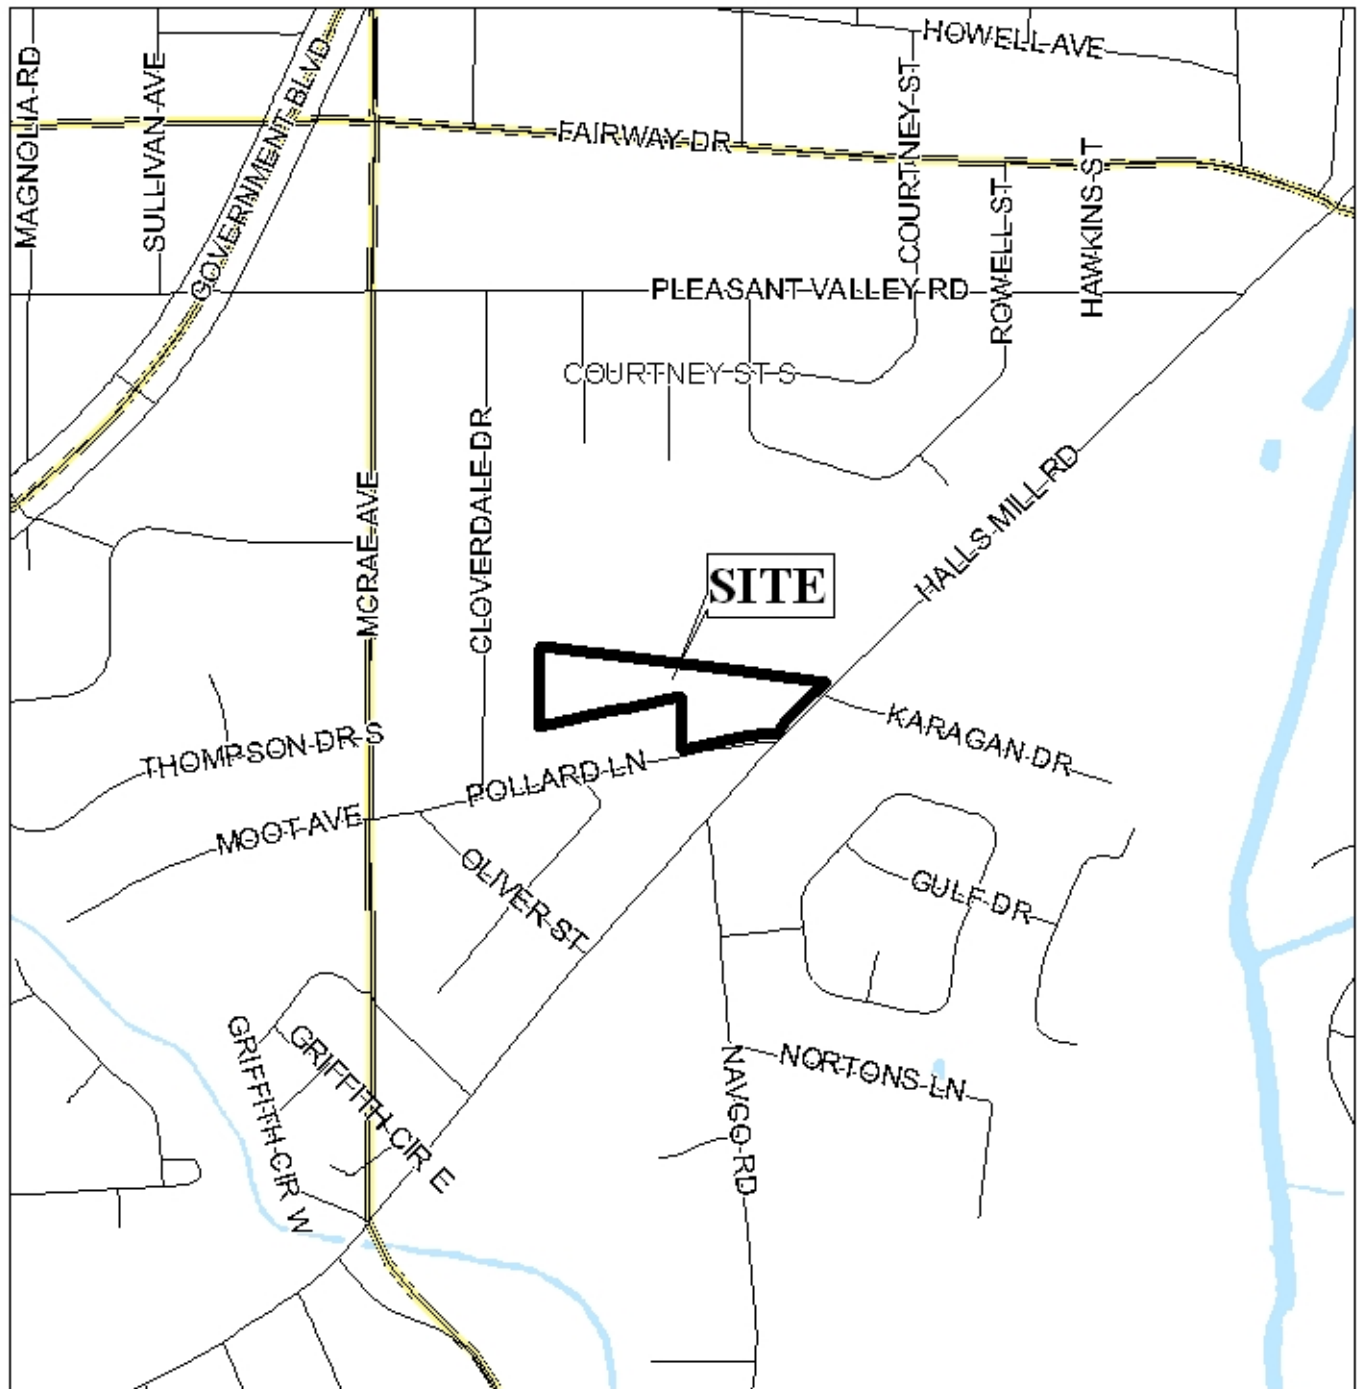 HOWELL AVE
MAGNOLIA RD
SULLIVAN AVE
GOVERNMENT BLVD
FAIRWAY DR
COURTNEY ST
ROWELL ST
HAWKINS ST
PLEASANT VALLEY RD
COURTNEY ST S
CLOVERDALE DR
MCRAE AVE
HALLS MILL RD
SITE
KARAGAN DR
THOMPSON DR S
POLLARD LN
MOOT AVE
OLIVER ST
GULF DR
GRIFFITH CIR W
GRIFFITH CIR E
NAVCO RD
NORTONS LN